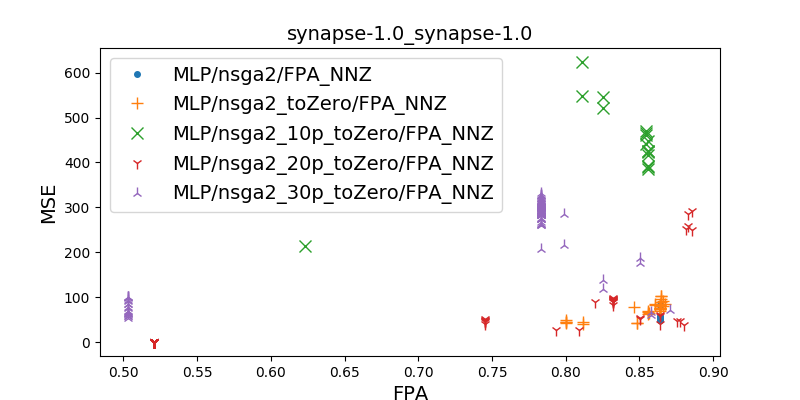 synapse-1.0_synapse-1.0
MLP/nsga2/FPA_NNZ
MLP/nsga2_toZero/FPA_NNZ
MLP/nsga2_10p_toZero/FPA_NNZ
MLP/nsga2_20p_toZero/FPA_NNZ
MLP/nsga2_30p_toZero/FPA_NNZ
MSE
600
500
400
300
200
100
0
0.50 0.55 0.60 0.65 0.70 0.75 0.80 0.85 0.90
FPA